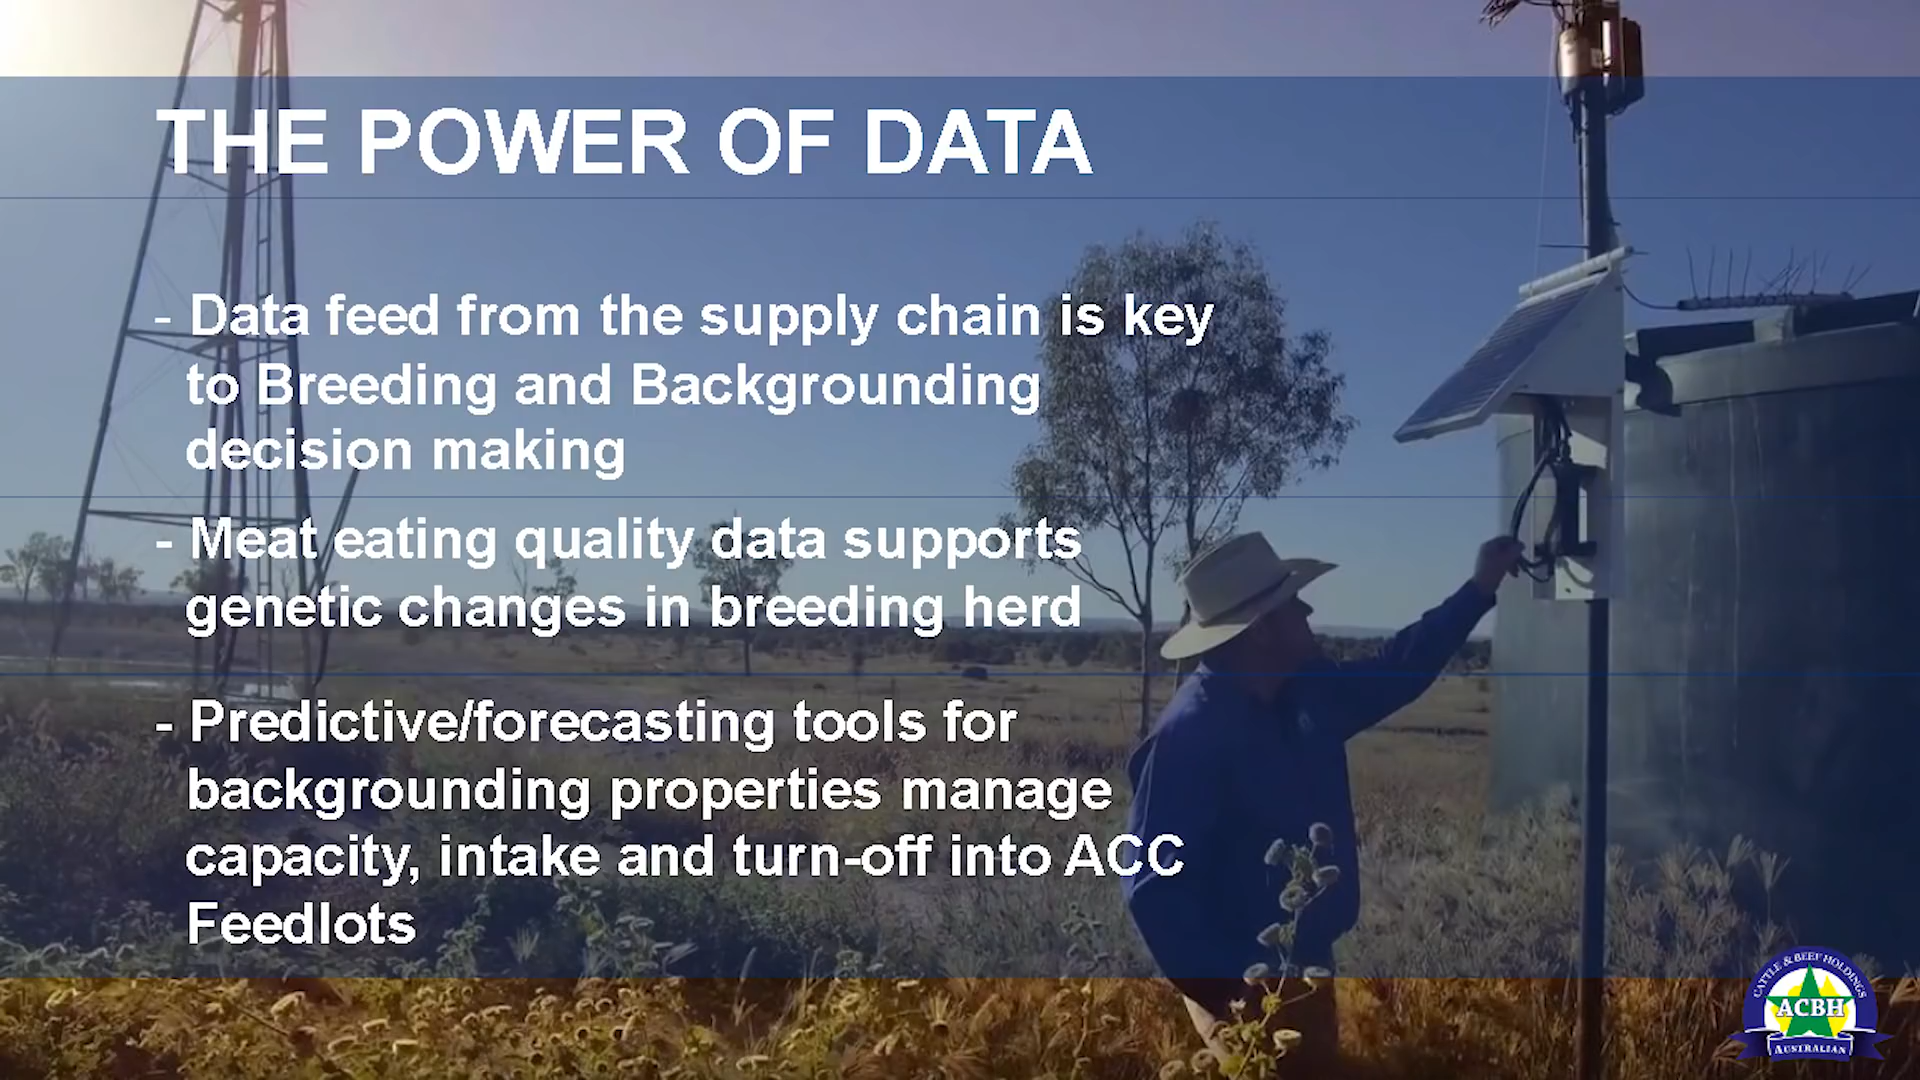 THE POWER OF DATA
- Data feed from the supply chain is key
to Breeding and Backgrounding
decision making
- Meat eating quality data supports
genetic changes in breeding herd
- Predictive/forecasting tools for
backgrounding properties manage
capacity, intake and turn-off into ACC
Feedlots
CATTLE & BEEF HOLDINGS
ACBH
AUSTRALIAN